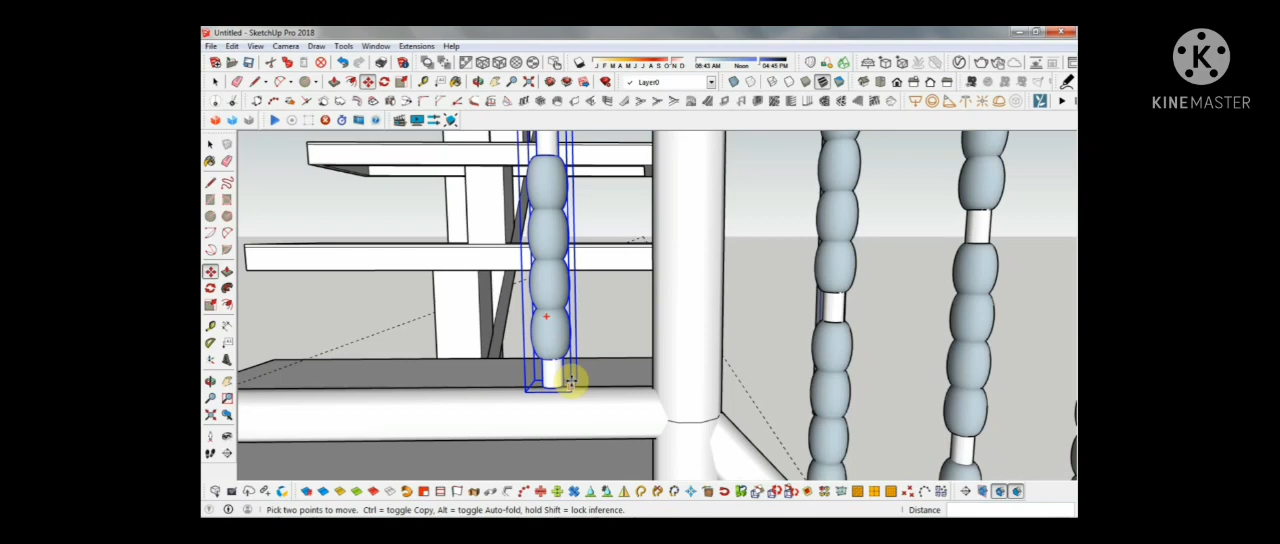 Untitled - SketchUp Pro 2018
File Edit View Camera Draw Tools Window Extensions Help
J F M A M J J A S O N D 06:43 AM Noon 04:45 PM
Layer0
Pick two points to move. Ctrl = toggle Copy, Alt = toggle Auto-fold, hold Shift = lock inference.
Distance
K
KINEMASTER